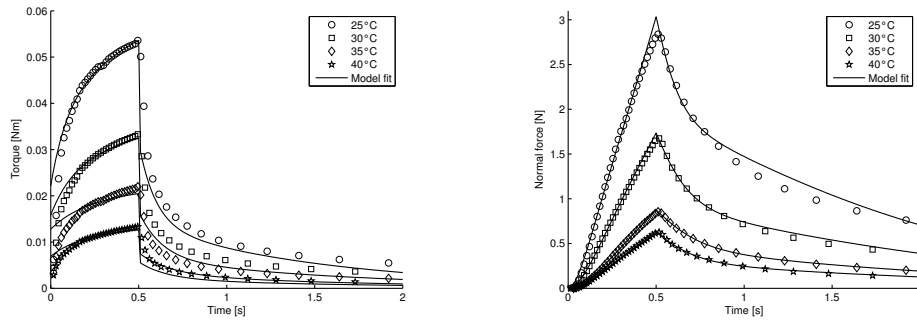 0.06
0.05
0.04
0.03
0.02
0.01
0
Torque [Nm]
0 0.5 1 1.5 2
Time [s]
25°C
30°C
35°C
40°C
Model fit
3
2.5
2
1.5
1
0.5
0
Normal force [N]
0 0.5 1 1.5
Time [s]
25°C
30°C
35°C
40°C
Model fit